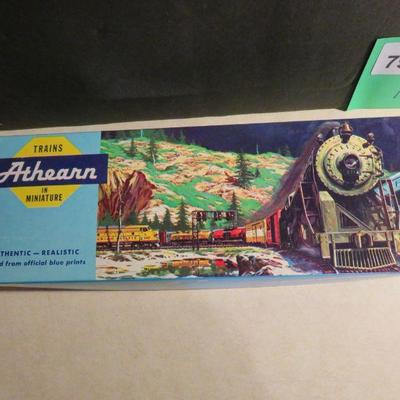 TRAINS
Athearn
IN
MINIATURE
THENTIC — REALISTIC
d from official blue prints